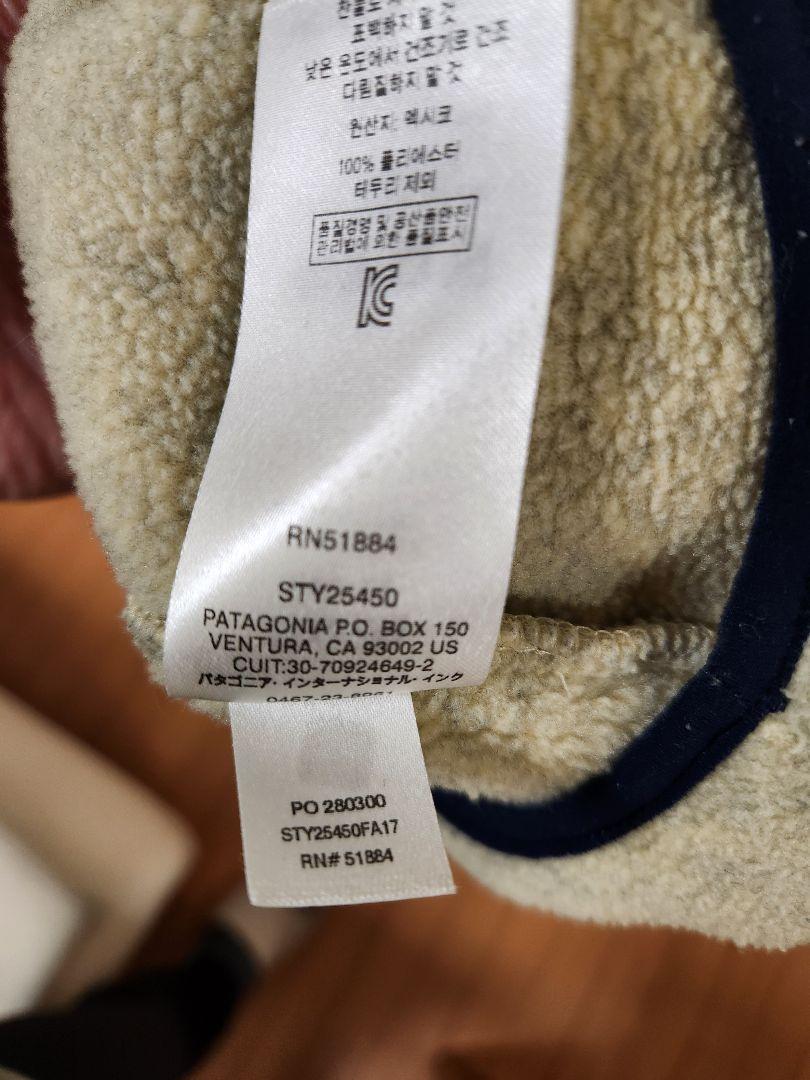 표백하지 말 것
낮은 온도에서 건조기로 건조
다림질하지 말 것
원산지: 멕시코
100% 폴리에스터
테두리 제외
품질경영 및 공산품안전
관리법에 의한 품질표시
RN51884
STY25450
PATAGONIA P.O. BOX 150
VENTURA, CA 93002 US
CUIT:30-70924649-2
パタゴニア・インターナショナル・インク
PO 280300
STY25450FA17
RN# 51884